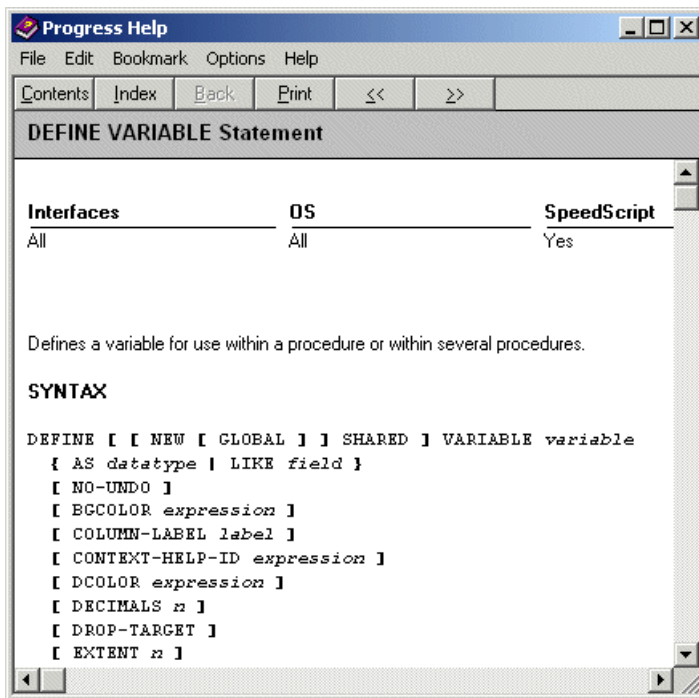 Progress Help
File Edit Bookmark Options Help
Contents Index Back Print << >>
DEFINE VARIABLE Statement
Interfaces OS SpeedScript
All All Yes
Defines a variable for use within a procedure or within several procedures.
SYNTAX
DEFINE [ [ NEW [ GLOBAL ] ] SHARED ] VARIABLE variable
{ AS datatype | LIKE field }
[ NO-UNDO ]
[ BGCOLOR expression ]
[ COLUMN-LABEL label ]
[ CONTEXT-HELP-ID expression ]
[ DCOLOR expression ]
[ DECIMALS n ]
[ DROP-TARGET ]
[ EXTENT n ]